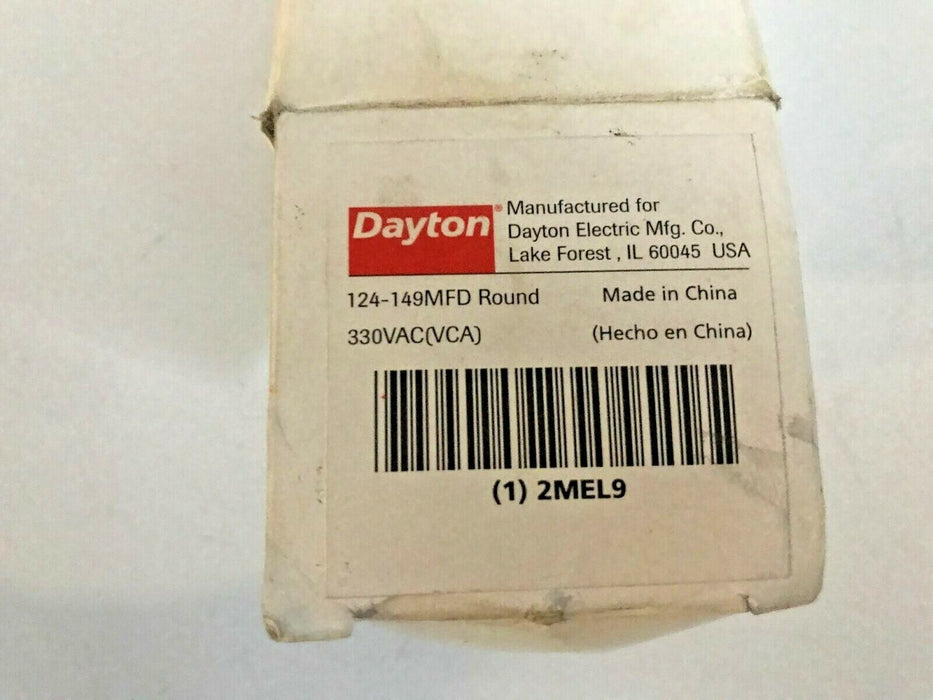 Dayton® Manufactured for
Dayton Electric Mfg. Co.,
Lake Forest , IL 60045 USA
124-149MFD Round Made in China
330VAC(VCA) (Hecho en China)
(1) 2MEL9